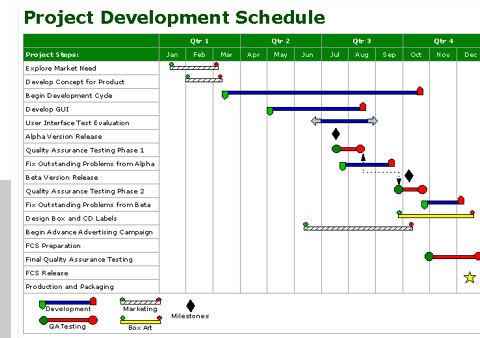 Project Development Schedule
Qtr 1 Qtr 2 Qtr 3 Qtr 4
Project Steps: Jan Feb Mar Apr May Jun Jul Aug Sep Oct Nov Dec
Explore Market Need
Develop Concept for Product
Begin Development Cycle
Develop GUI
User Interface Test Evaluation
Alpha Version Release
Quality Assurance Testing Phase 1
Fix Outstanding Problems from Alpha
Beta Version Release
Quality Assurance Testing Phase 2
Fix Outstanding Problems from Beta
Design Box and CD Labels
Begin Advance Advertising Campaign
FCS Preparation
Final Quality Assurance Testing
FCS Release
Production and Packaging
Development Marketing
Milestones
QA Testing Box Art